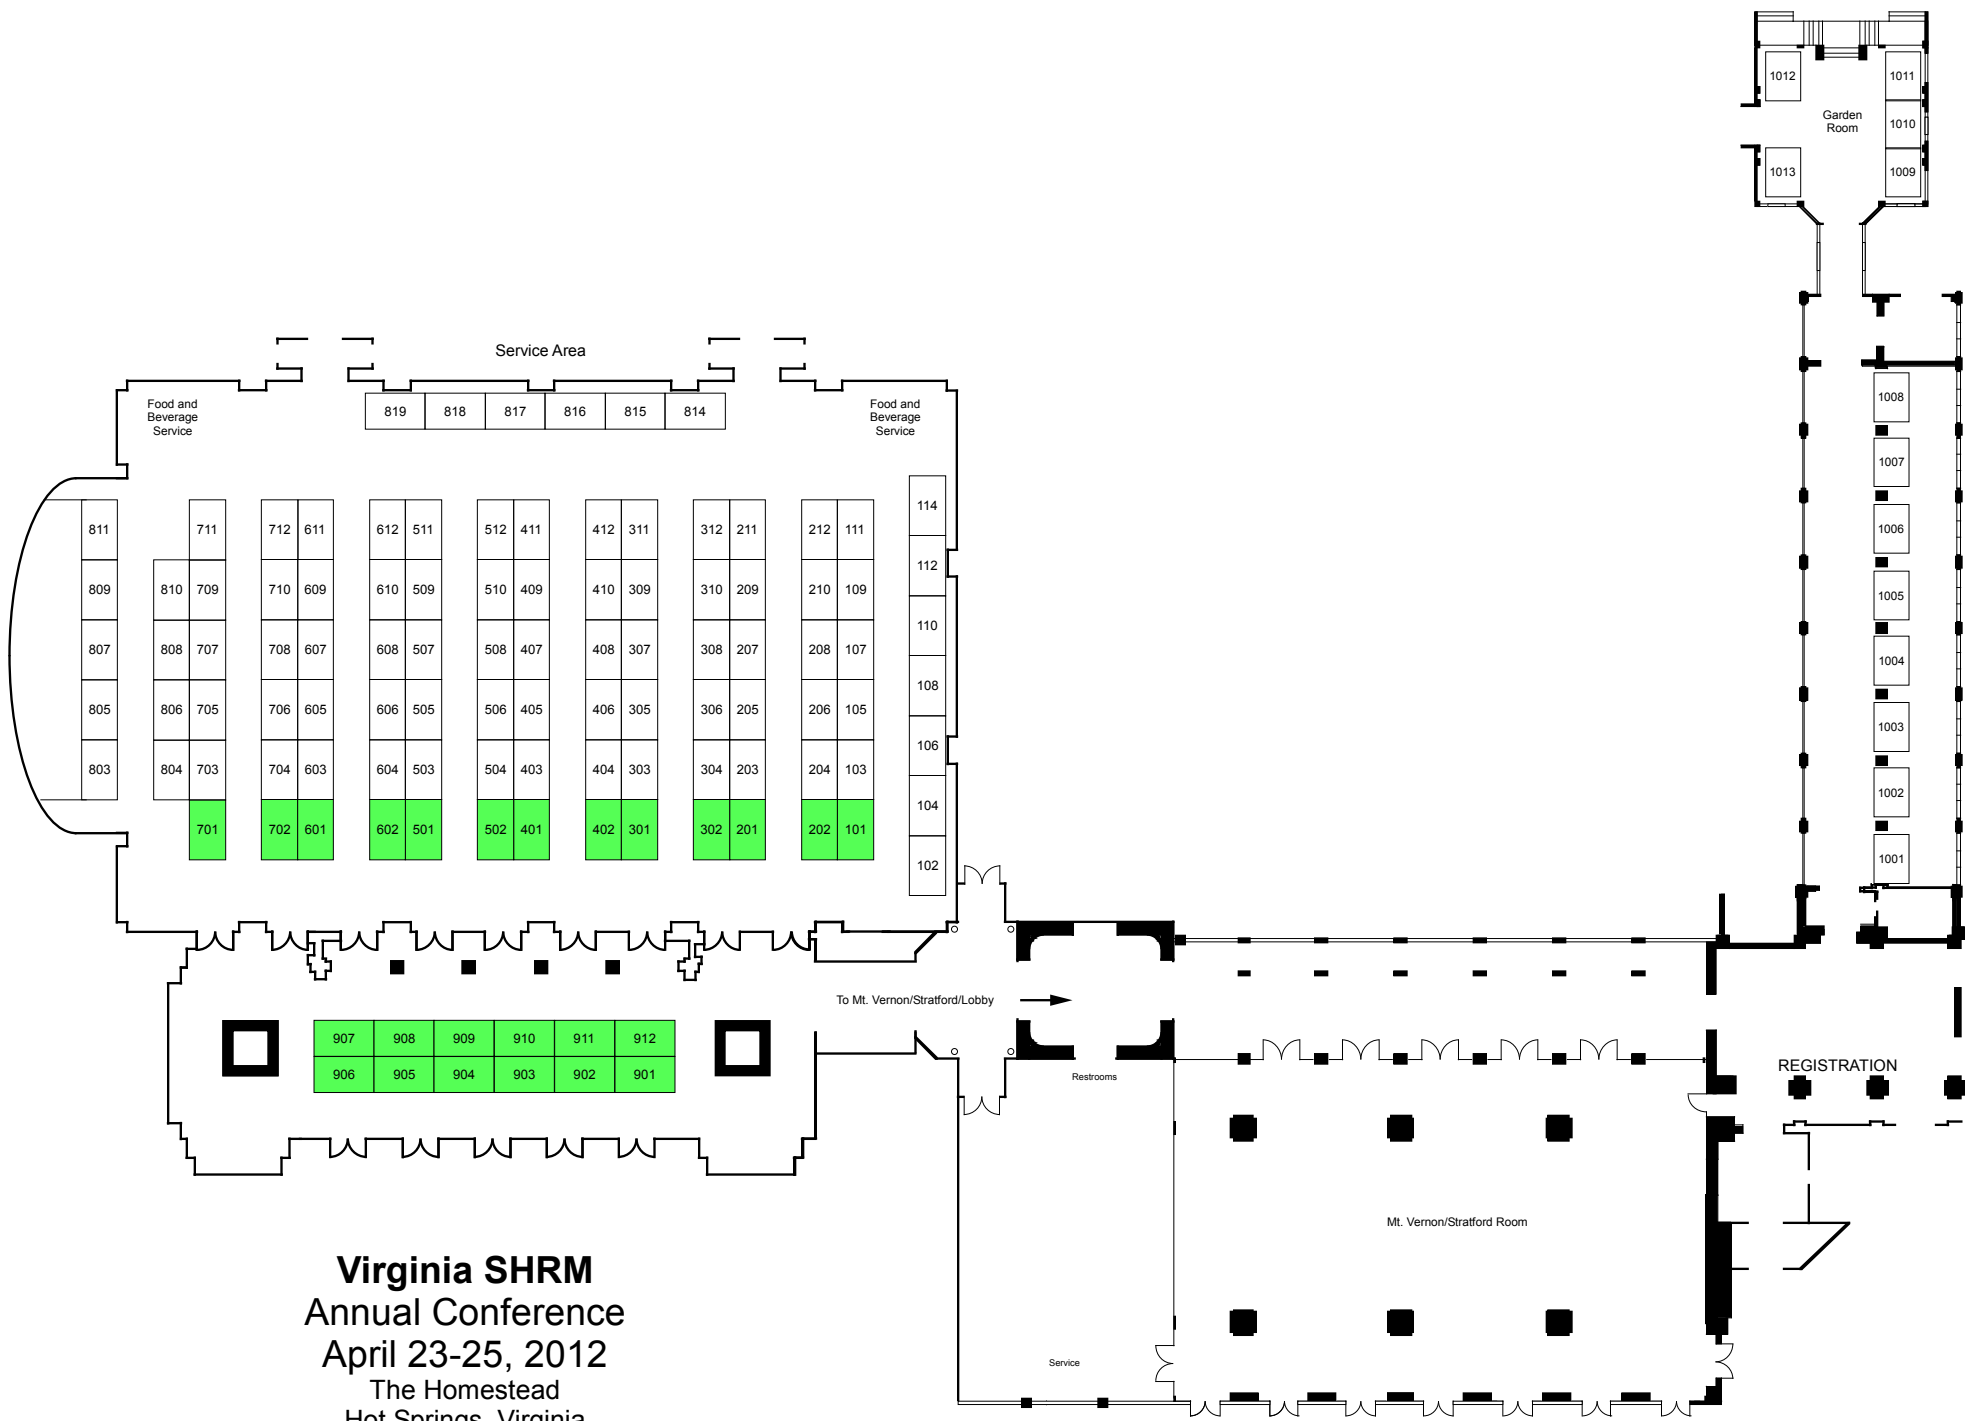 1012
1011
Garden
Room
1010
1013
1009
Service Area
Food and
Beverage
Service
819 818 817 816 815 814
Food and
Beverage
Service
1008
1007
1006
1005
1004
1003
1002
1001
114
112
110
108
106
104
102
811 711 712 611 612 511 512 411 412 311 312 211 212 111
809 810 709 710 609 610 509 510 409 410 309 310 209 210 109
807 808 707 708 607 608 507 508 407 408 307 308 207 208 107
805 806 705 706 605 606 505 506 405 406 305 306 205 206 105
803 804 703 704 603 604 503 504 403 404 303 304 203 204 103
701 702 601 602 501 502 401 402 301 302 201 202 101
To Mt. Vernon/Stratford/Lobby
907 908 909 910 911 912
906 905 904 903 902 901
Restrooms
REGISTRATION
Mt. Vernon/Stratford Room
Service
Virginia SHRM
Annual Conference
April 23-25, 2012
The Homestead
Hot Springs, Virginia